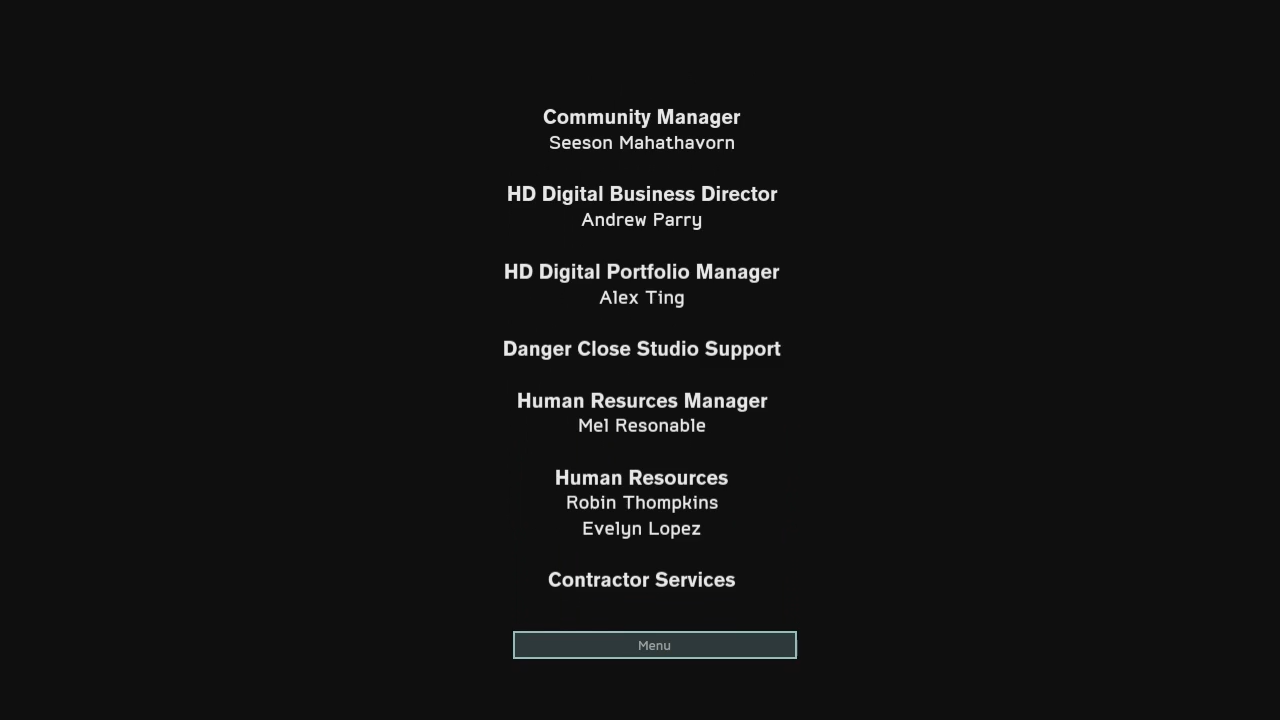 Community Manager
Seeson Mahathavorn
HD Digital Business Director
Andrew Parry
HD Digital Portfolio Manager
Alex Ting
Danger Close Studio Support
Human Resurces Manager
Mel Resonable
Human Resources
Robin Thompkins
Evelyn Lopez
Contractor Services
Menu